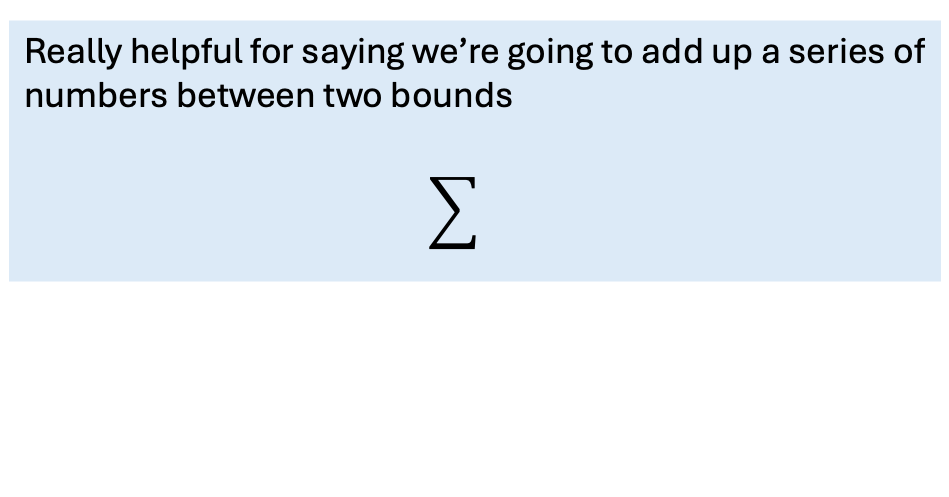 Really helpful for saying we’re going to add up a series of
numbers between two bounds
∑